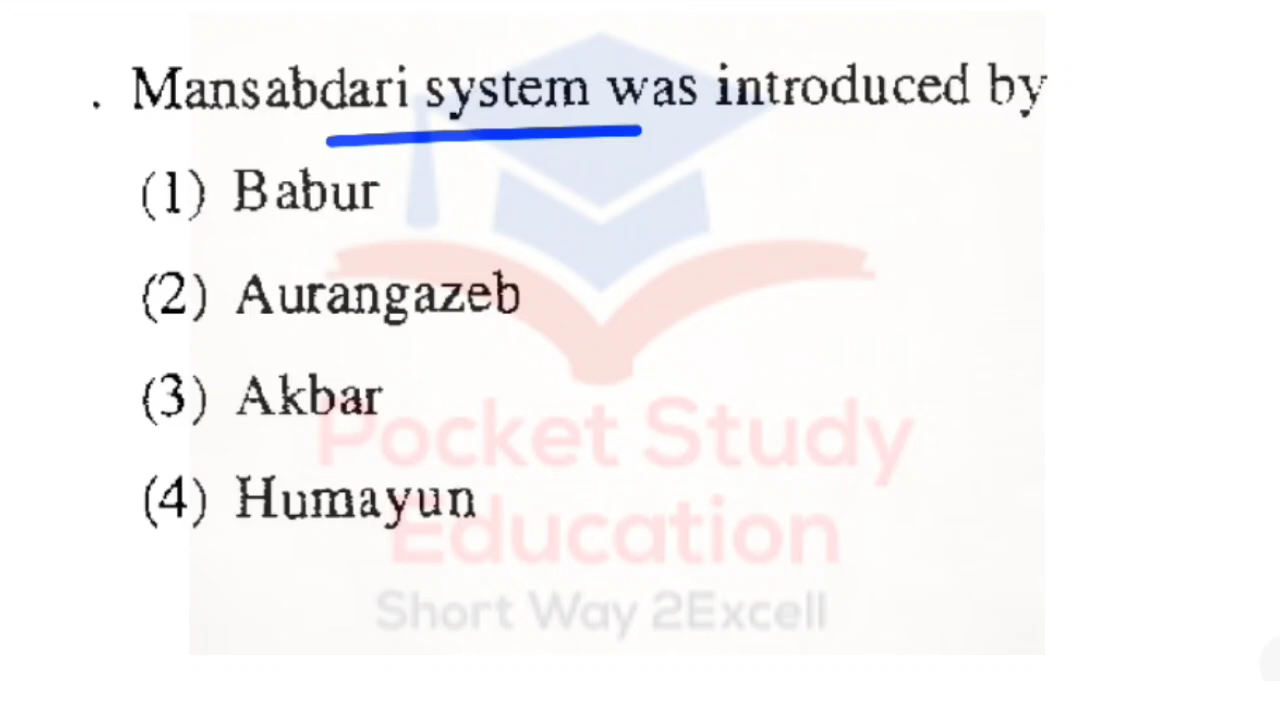 . Mansabdari system was introduced by
(1) Babur
(2) Aurangazeb
(3) Akbar
(4) Humayun
Pocket Study
Education
Short Way 2Excell